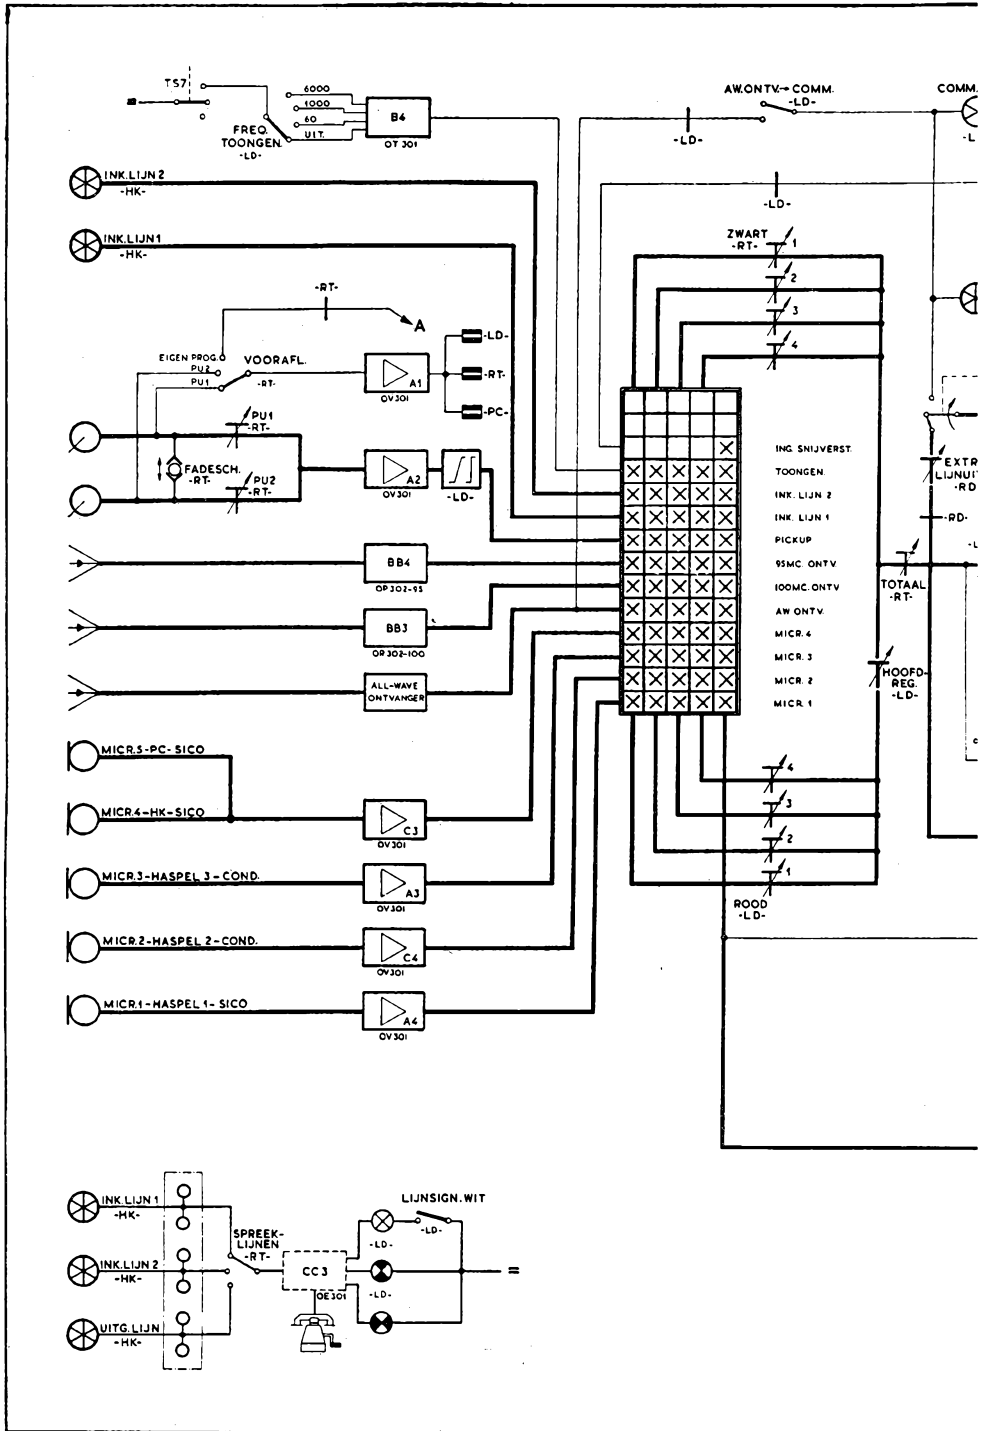 TS7
FREQ.
TOONGEN.
-LD-
6000
1000
60
UIT.
B4
OT 301
AW.ONTV.→COMM.
-LD-
COMM.
-LD-
-L
INK.LIJN 2
-HK-
-LD-
INK.LIJN 1
-HK-
ZWART
-RT-
1
2
3
4
-RT-
A
EIGEN PROG.
PU2
PU1
VOORAFL.
-RT-
A1
OV301
-LD-
-RT-
-PC-
PU1
-RT-
FADESCH.
-RT-
PU2
-RT-
A2
OV301
-LD-
ING. SNIJVERST.
TOONGEN.
INK. LIJN 2
INK. LIJN 1
PICKUP
95MC. ONTV.
100MC. ONTV
AW ONTV.
MICR. 4
MICR. 3
MICR. 2
MICR. 1
EXTR
LIJNUI
-RD
-RD-
-L
TOTAAL
-RT-
HOOFD-
REG.
-LD-
BB4
OP302-95
BB3
OR302-100
ALL-WAVE
ONTVANGER
MICR.5-PC-SICO
MICR.4-HK-SICO
C3
OV301
MICR.3-HASPEL 3-COND.
A3
OV301
MICR.2-HASPEL 2-COND.
C4
OV301
MICR.1-HASPEL 1-SICO
A4
OV301
4
3
2
1
ROOD
-LD-
INK.LIJN 1
-HK-
INK.LIJN 2
-HK-
UITG.LIJN
-HK-
SPREEK-
LIJNEN
-RT-
CC3
OE301
LIJNSIGN.WIT
-LD-
-LD-
-LD-
=